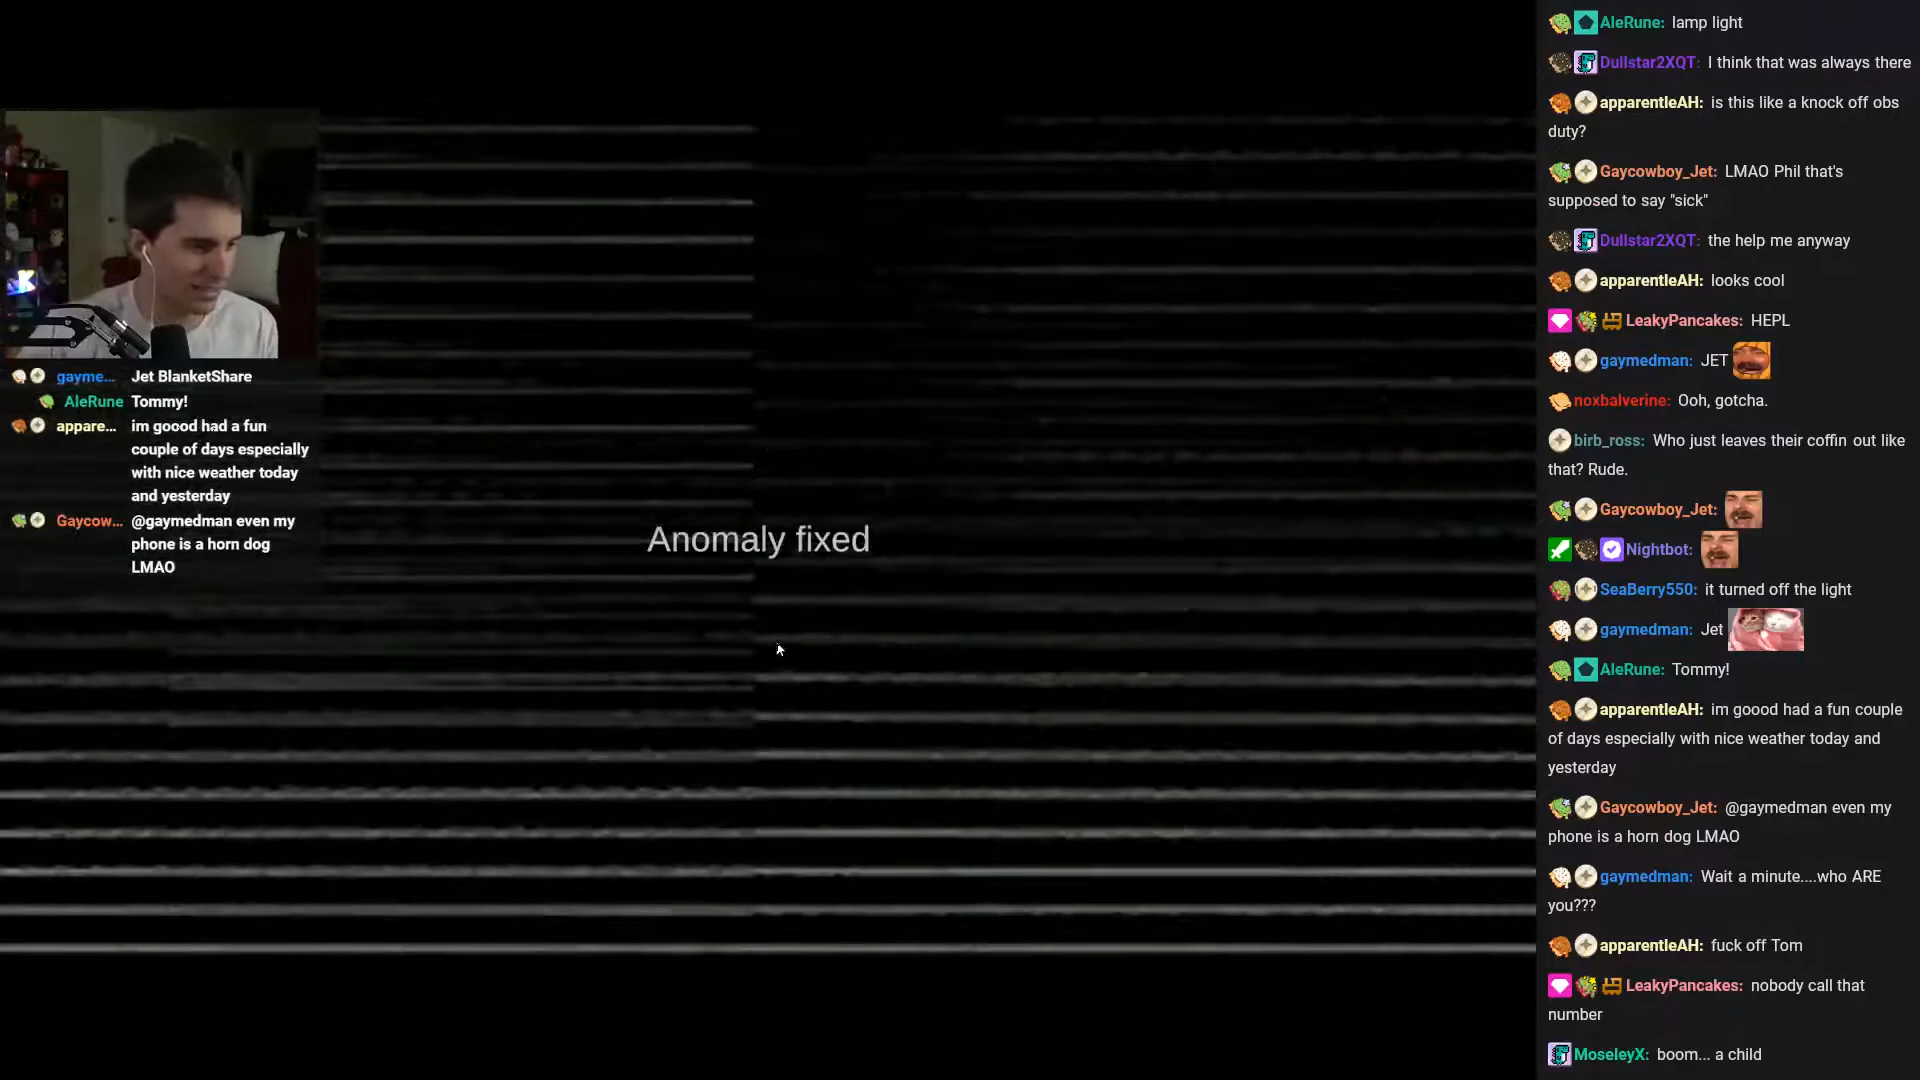 gayme... Jet BlanketShare
AleRune Tommy!
appare... im gocod had a fun
couple of days especially
with nice weather today
and yesterday
Gaycow... @gaymedman even my
phone is a horn dog
LMAO
Anomaly fixed
AleRune: lamp light
Dullstar2XQT: I think that was always there
apparentleAH: is this like a knock off obs
duty?
Gaycowboy_Jet: LMAO Phil that's
supposed to say "sick"
Dullstar2XQT: the help me anyway
apparentleAH: looks cool
LeakyPancakes: HEPL
gaymedman: JET
noxbalverine: Ooh, gotcha.
birb_ross: Who just leaves their coffin out like
that? Rude.
Gaycowboy_Jet:
Nightbot:
SeaBerry550: it turned off the light
gaymedman: Jet
AleRune: Tommy!
apparentleAH: im goood had a fun couple
of days especially with nice weather today and
yesterday
Gaycowboy_Jet: @gaymedman even my
phone is a horn dog LMAO
gaymedman: Wait a minute....who ARE
you???
apparentleAH: fuck off Tom
LeakyPancakes: nobody call that
number
MoseleyX: boom... a child